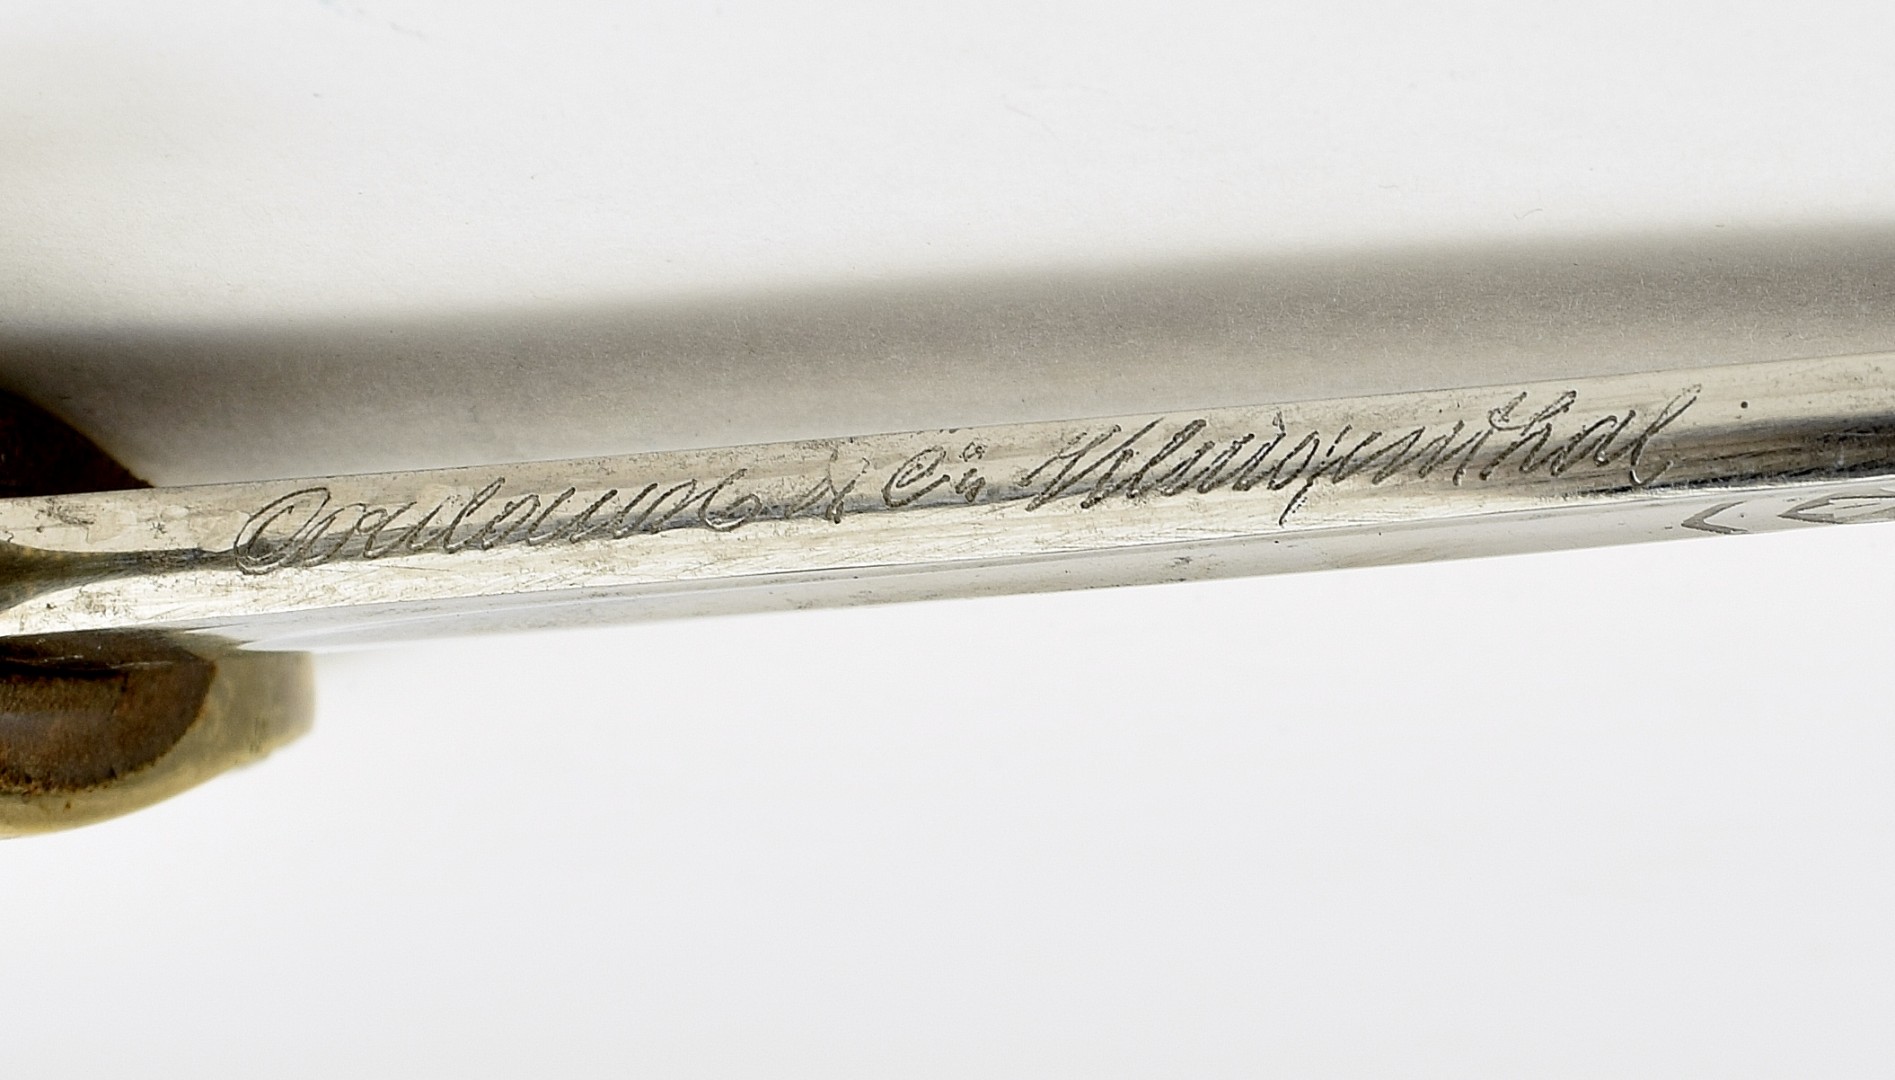 Coulaux & Cie Klingenthal